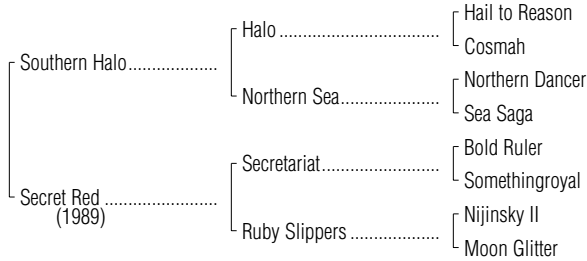 Hail to Reason
Halo ........................................
Cosmah
Southern Halo......................
Northern Dancer
Northern Sea........................
Sea Saga
Bold Ruler
Secretariat.............................
Somethingroyal
Secret Red ...........................
(1989)
Nijinsky II
Ruby Slippers ......................
Moon Glitter